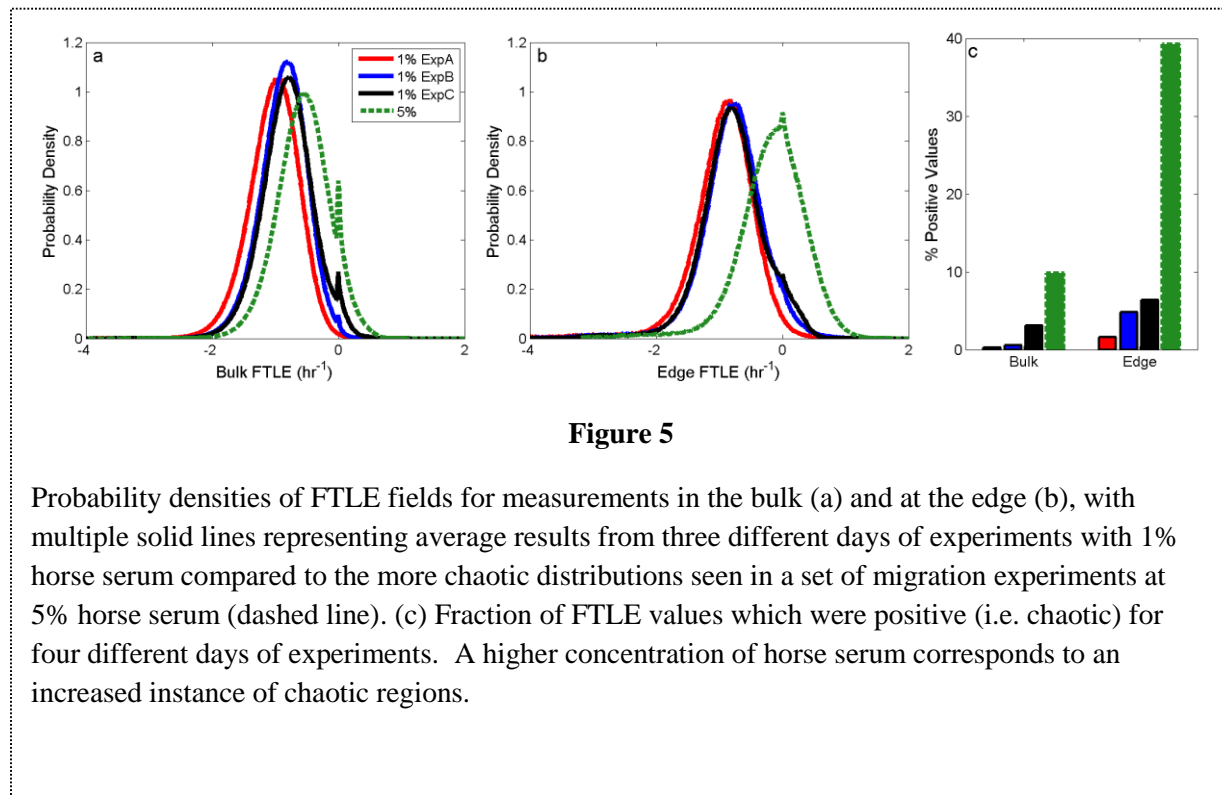 a
1.2
1
0.8
0.6
0.4
0.2
0
Probability Density
-4
-2
0
2
Bulk FTLE (hr⁻¹)
1% ExpA
1% ExpB
1% ExpC
5%
b
1.2
1
0.8
0.6
0.4
0.2
0
Probability Density
-4
-2
0
2
Edge FTLE (hr⁻¹)
c
40
30
20
10
0
% Positive Values
Bulk
Edge
Figure 5
Probability densities of FTLE fields for measurements in the bulk (a) and at the edge (b), with
multiple solid lines representing average results from three different days of experiments with 1%
horse serum compared to the more chaotic distributions seen in a set of migration experiments at
5% horse serum (dashed line). (c) Fraction of FTLE values which were positive (i.e. chaotic) for
four different days of experiments. A higher concentration of horse serum corresponds to an
increased instance of chaotic regions.